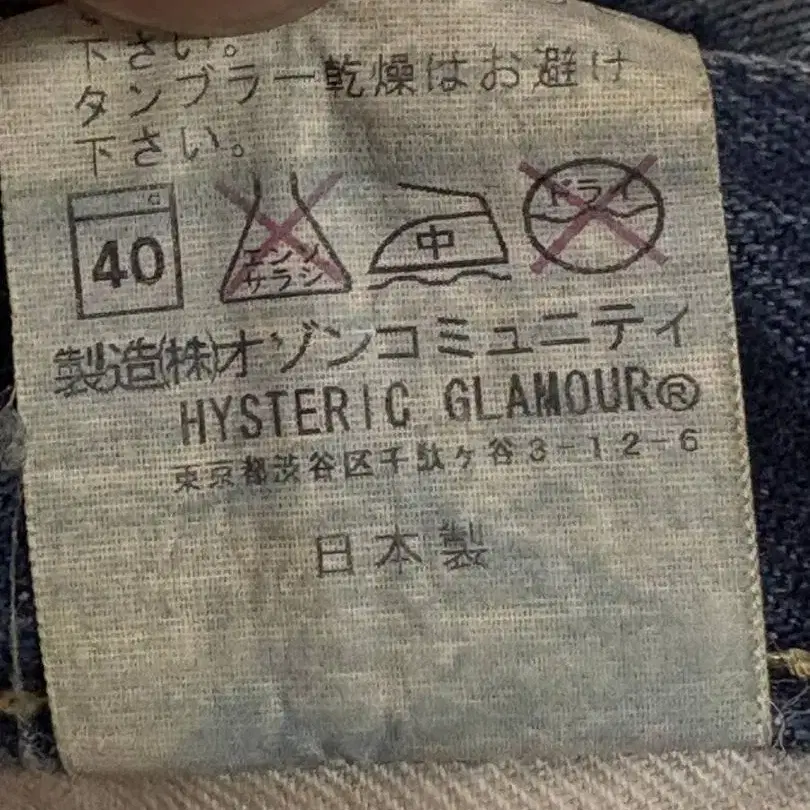 下さい。
タンブラー乾燥はお避け
下さい。
40
エンソ
サラシ
中
ドライ
製造㈱オゾンコミュニティ
HYSTERIC GLAMOUR®
東京都渋谷区千駄ケ谷3-12-6
日本製